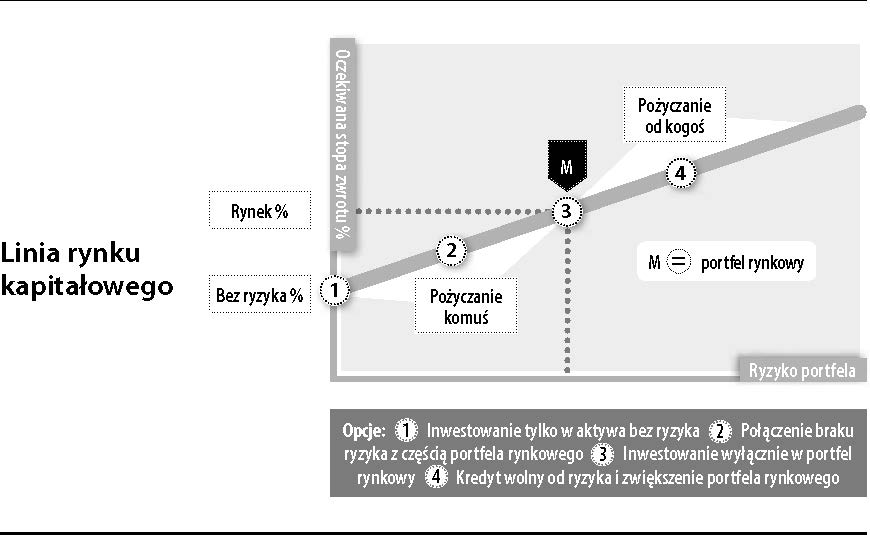 Linia rynku
kapitałowego
Oczekiwana stopa zwrotu %
Rynek %
Bez ryzyka %
1
2
3
4
M
Pożyczanie
od kogoś
Pożyczanie
komuś
M = portfel rynkowy
Ryzyko portfela
Opcje: 1 Inwestowanie tylko w aktywa bez ryzyka 2 Połączenie braku
ryzyka z częścią portfela rynkowego 3 Inwestowanie wyłącznie w portfel
rynkowy 4 Kredyt wolny od ryzyka i zwiększenie portfela rynkowego